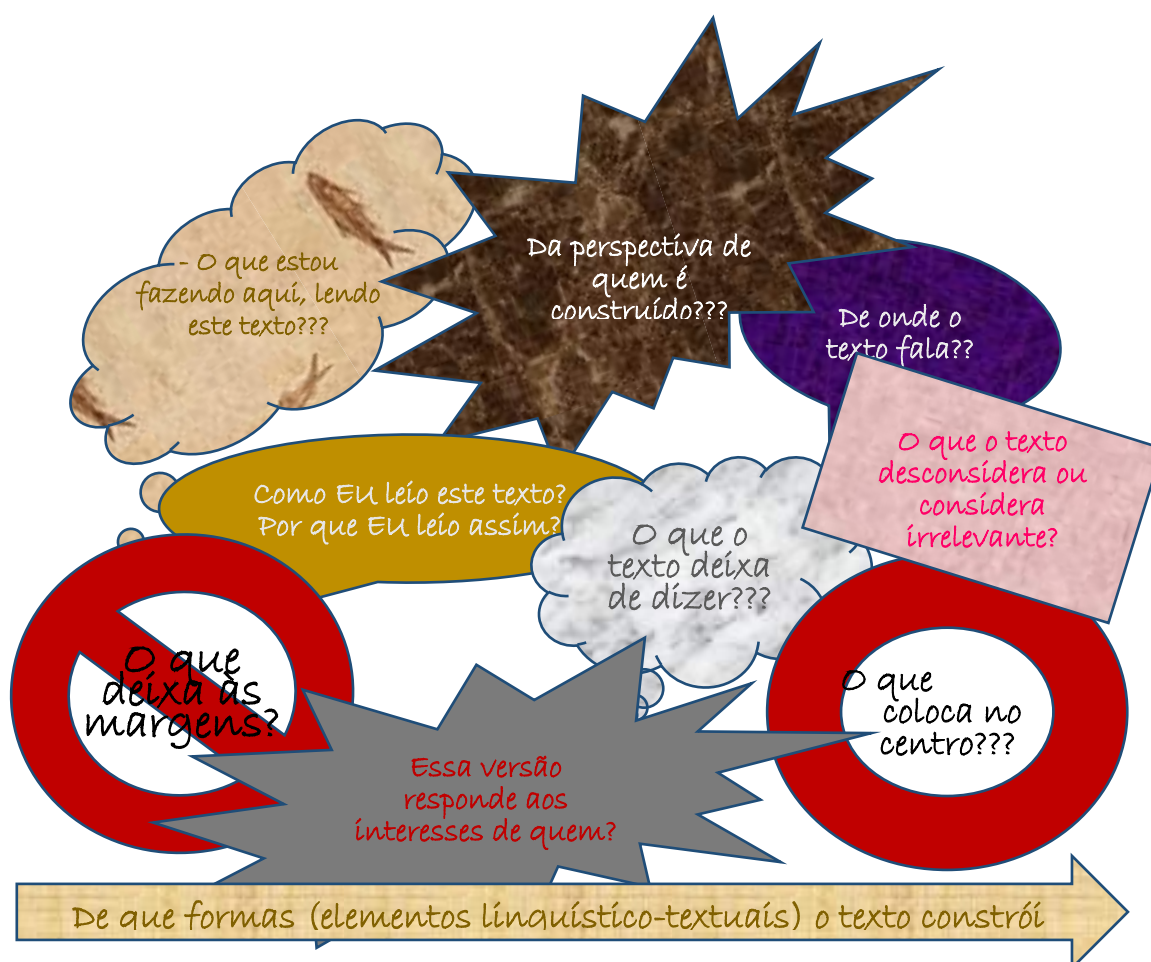 - O que estou
fazendo aqui, lendo
este texto???
Da perspectiva de
quem é
construído???
De onde o
texto fala??
O que o texto
desconsidera ou
considera
irrelevante?
Como EU leio este texto?
Por que EU leio assim?
O que o
texto deixa
de dizer???
O que
deixa às
margens?
O que
coloca no
centro???
Essa versão
responde aos
interesses de quem?
De que formas (elementos linguístico-textuais) o texto constrói